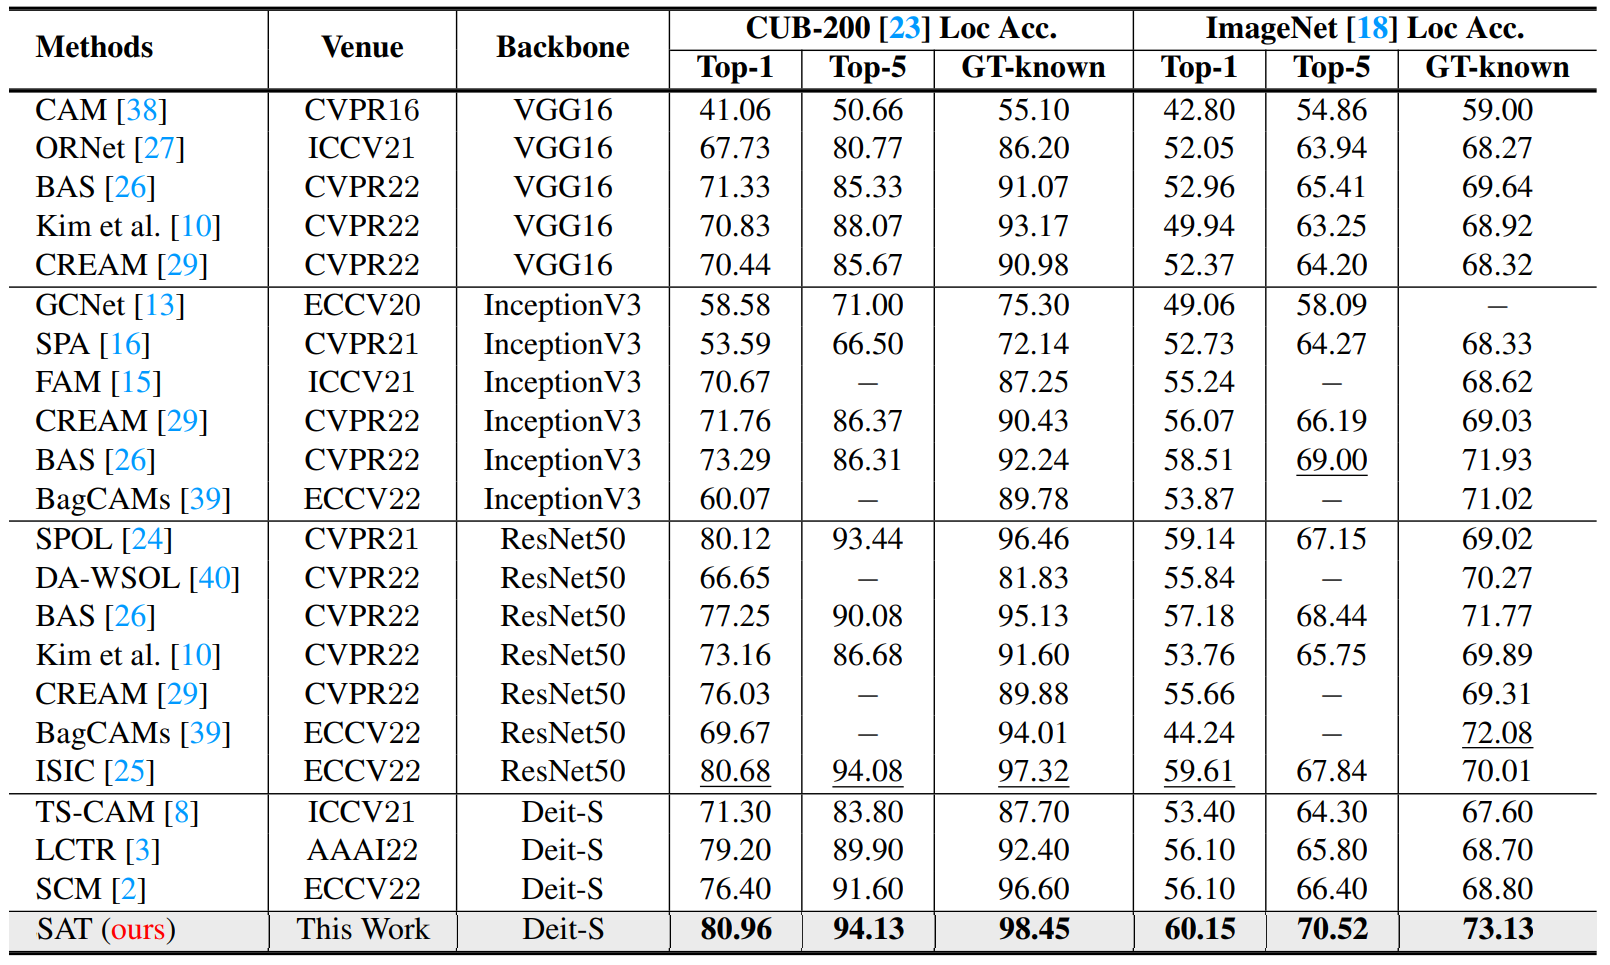 Methods Venue Backbone CUB-200 [23] Loc Acc. ImageNet [18] Loc Acc.
Top-1 Top-5 GT-known Top-1 Top-5 GT-known
CAM [38] CVPR16 VGG16 41.06 50.66 55.10 42.80 54.86 59.00
ORNet [27] ICCV21 VGG16 67.73 80.77 86.20 52.05 63.94 68.27
BAS [26] CVPR22 VGG16 71.33 85.33 91.07 52.96 65.41 69.64
Kim et al. [10] CVPR22 VGG16 70.83 88.07 93.17 49.94 63.25 68.92
CREAM [29] CVPR22 VGG16 70.44 85.67 90.98 52.37 64.20 68.32
GCNet [13] ECCV20 InceptionV3 58.58 71.00 75.30 49.06 58.09 −
SPA [16] CVPR21 InceptionV3 53.59 66.50 72.14 52.73 64.27 68.33
FAM [15] ICCV21 InceptionV3 70.67 − 87.25 55.24 − 68.62
CREAM [29] CVPR22 InceptionV3 71.76 86.37 90.43 56.07 66.19 69.03
BAS [26] CVPR22 InceptionV3 73.29 86.31 92.24 58.51 69.00 71.93
BagCAMs [39] ECCV22 InceptionV3 60.07 − 89.78 53.87 − 71.02
SPOL [24] CVPR21 ResNet50 80.12 93.44 96.46 59.14 67.15 69.02
DA-WSOL [40] CVPR22 ResNet50 66.65 − 81.83 55.84 − 70.27
BAS [26] CVPR22 ResNet50 77.25 90.08 95.13 57.18 68.44 71.77
Kim et al. [10] CVPR22 ResNet50 73.16 86.68 91.60 53.76 65.75 69.89
CREAM [29] CVPR22 ResNet50 76.03 − 89.88 55.66 − 69.31
BagCAMs [39] ECCV22 ResNet50 69.67 − 94.01 44.24 − 72.08
ISIC [25] ECCV22 ResNet50 80.68 94.08 97.32 59.61 67.84 70.01
TS-CAM [8] ICCV21 Deit-S 71.30 83.80 87.70 53.40 64.30 67.60
LCTR [3] AAAI22 Deit-S 79.20 89.90 92.40 56.10 65.80 68.70
SCM [2] ECCV22 Deit-S 76.40 91.60 96.60 56.10 66.40 68.80
SAT (ours) This Work Deit-S 80.96 94.13 98.45 60.15 70.52 73.13